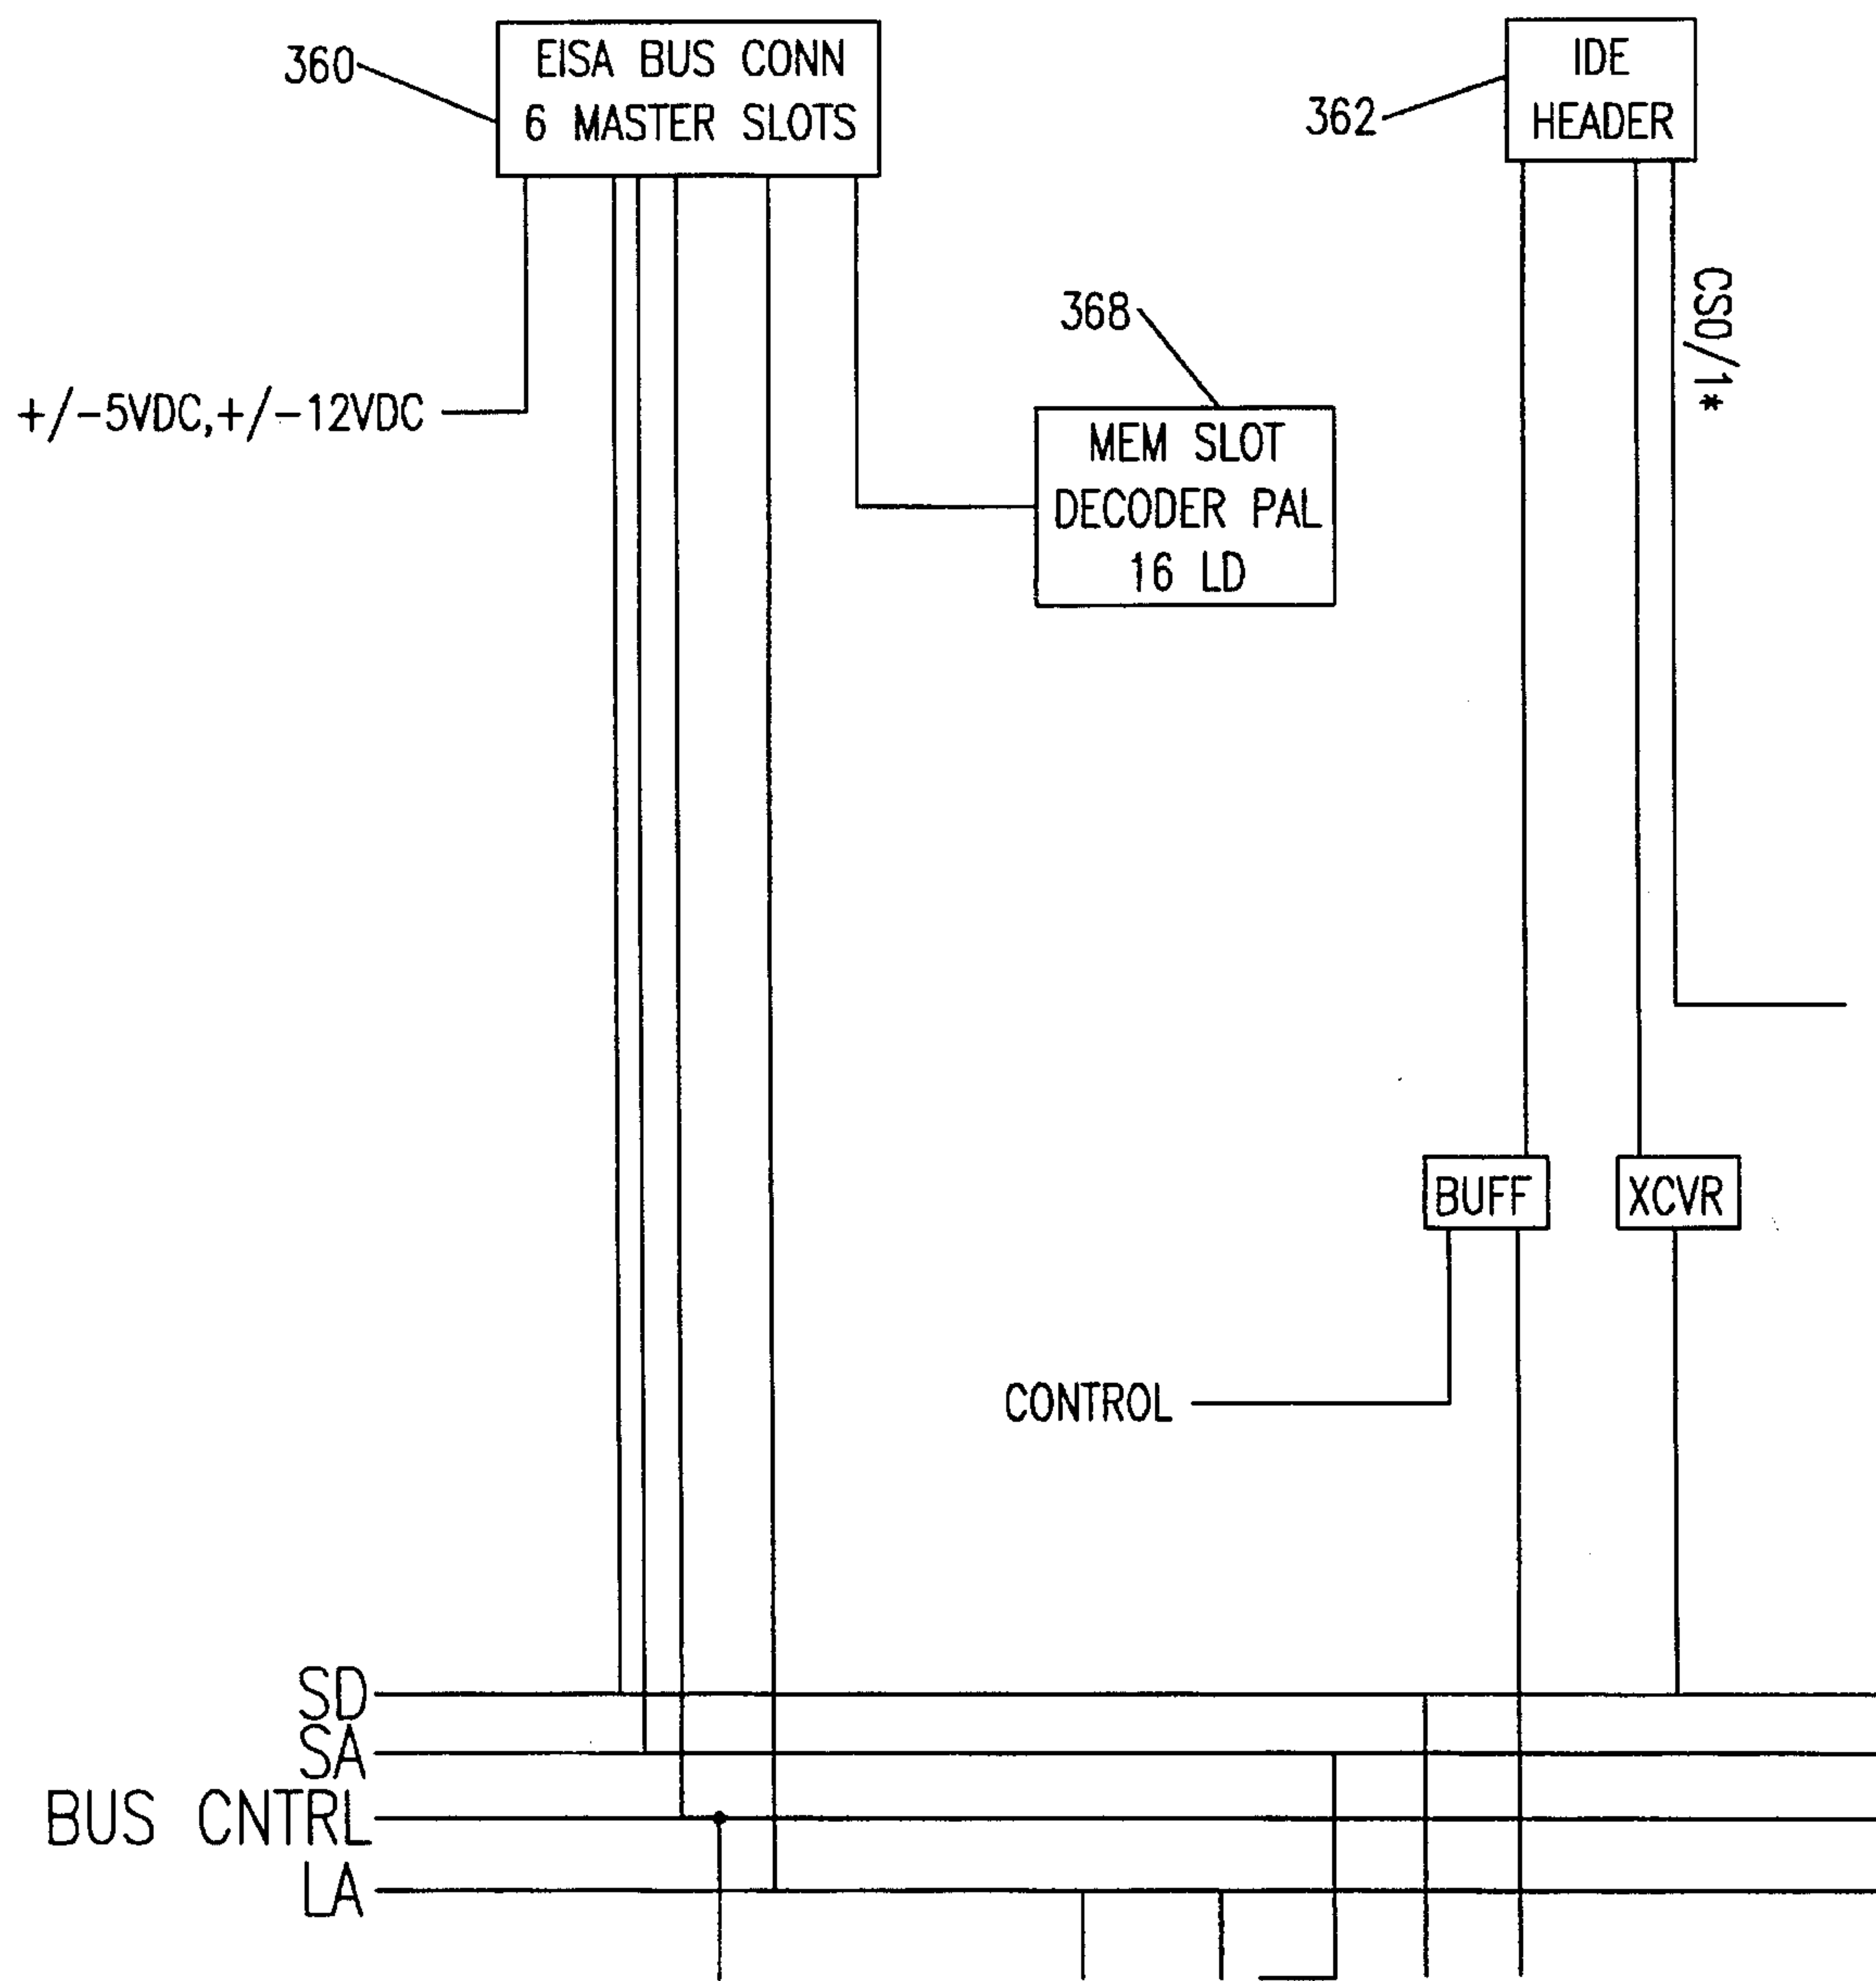 360
EISA BUS CONN
6 MASTER SLOTS
362
IDE
HEADER
CS0/1*
368
+/-5VDC,+/-12VDC
MEM SLOT
DECODER PAL
16 LD
BUFF
XCVR
CONTROL
SD
SA
BUS CNTRL
LA